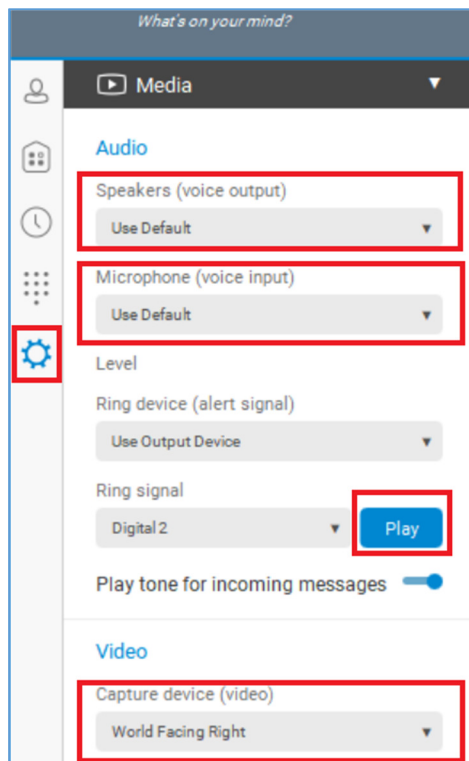 What's on your mind?
Media
Audio
Speakers (voice output)
Use Default
Microphone (voice input)
Use Default
Level
Ring device (alert signal)
Use Output Device
Ring signal
Digital 2
Play
Play tone for incoming messages
Video
Capture device (video)
World Facing Right